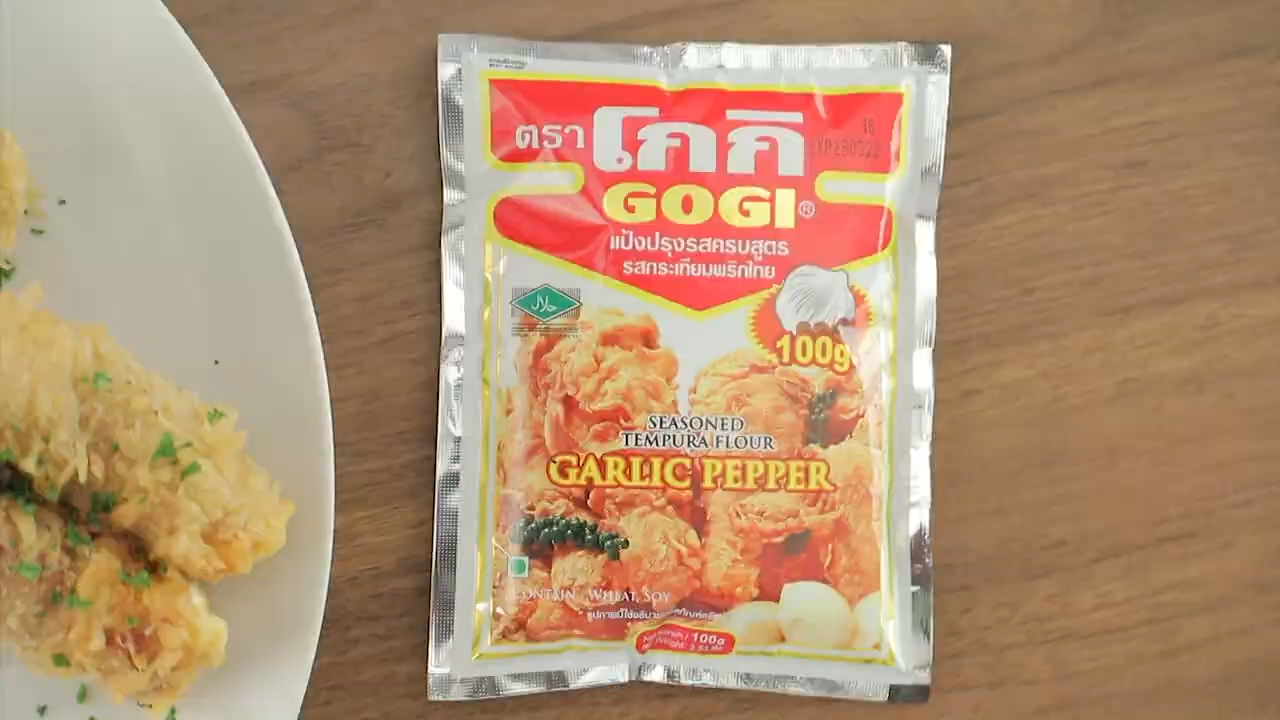 ตรา โกกิ
GOGI®
แป้งปรุงรสครบสูตร
รสกระเทียมพริกไทย
حلال
100g
SEASONED
TEMPURA FLOUR
GARLIC PEPPER
CONTAIN : WHEAT, SOY
100g